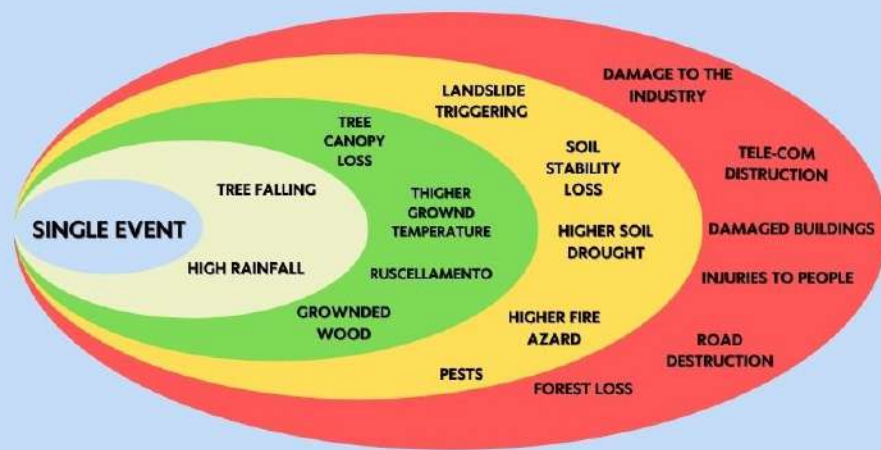 SINGLE EVENT
TREE FALLING
HIGH RAINFALL
TREE
CANOPY
LOSS
THIGHER
GROWND
TEMPERATURE
RUSCELLAMENTO
GROWNDED
WOOD
LANDSLIDE
TRIGGERING
SOIL
STABILITY
LOSS
HIGHER SOIL
DROUGHT
HIGHER FIRE
AZARD
PESTS
DAMAGE TO THE
INDUSTRY
TELE-COM
DISTRUCTION
DAMAGED BUILDINGS
INJURIES TO PEOPLE
ROAD
DESTRUCTION
FOREST LOSS